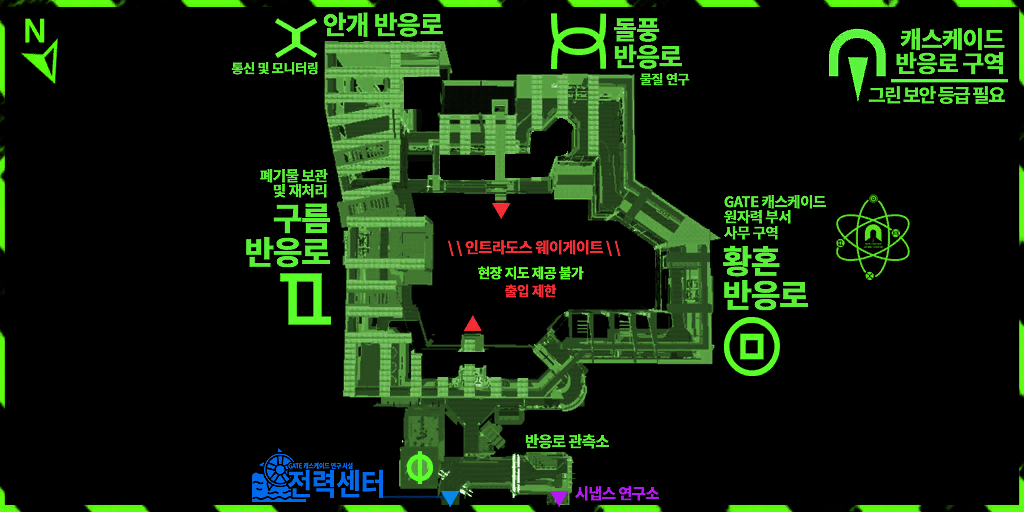 N
안개 반응로
통신 및 모니터링
돌풍
반응로
물질 연구
캐스케이드
반응로 구역
그린 보안 등급 필요
폐기물 보관
및 재처리
구름
반응로
\ \ 인트라도스 웨이게이트 \ \
현장 지도 제공 불가
출입 제한
GATE 캐스케이드
원자력 부서
사무 구역
황혼
반응로
반응로 관측소
GATE 캐스케이드 연구 시설
전력센터
시냅스 연구소